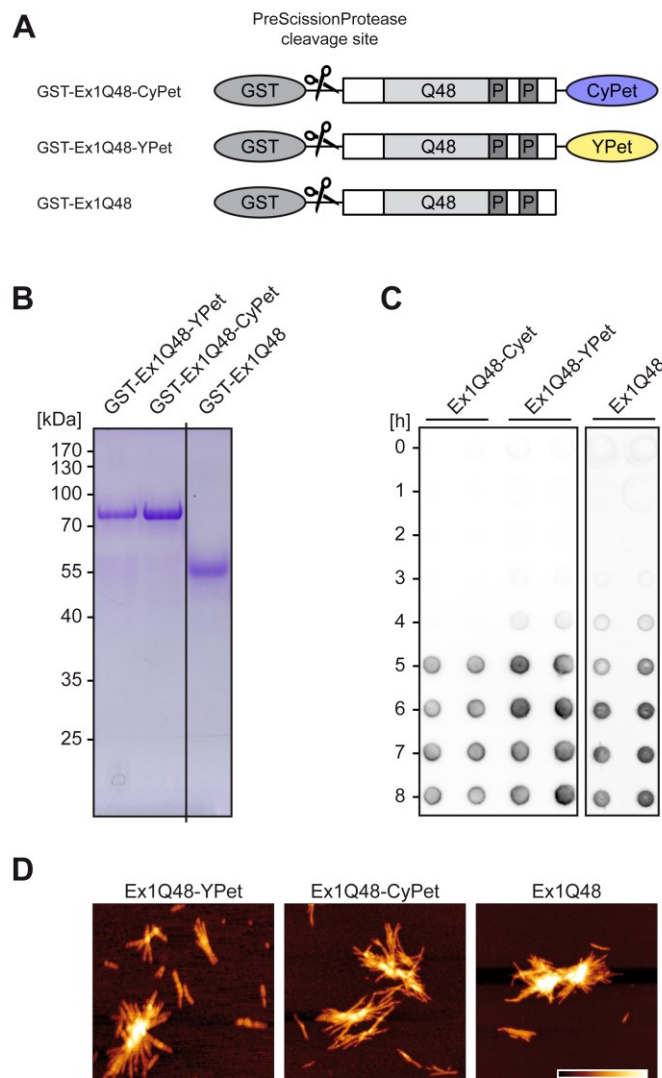 A
PreScissionProtease
cleavage site
GST-Ex1Q48-CyPet
GST
Q48
P
P
CyPet
GST-Ex1Q48-YPet
GST
Q48
P
P
YPet
GST-Ex1Q48
GST
Q48
P
P
B
GST-Ex1Q48-YPet
GST-Ex1Q48-CyPet
GST-Ex1Q48
[kDa]
170
130
100
70
55
40
35
25
C
Ex1Q48-Cyet
Ex1Q48-YPet
Ex1Q48
[h]
0
1
2
3
4
5
6
7
8
D
Ex1Q48-YPet
Ex1Q48-CyPet
Ex1Q48